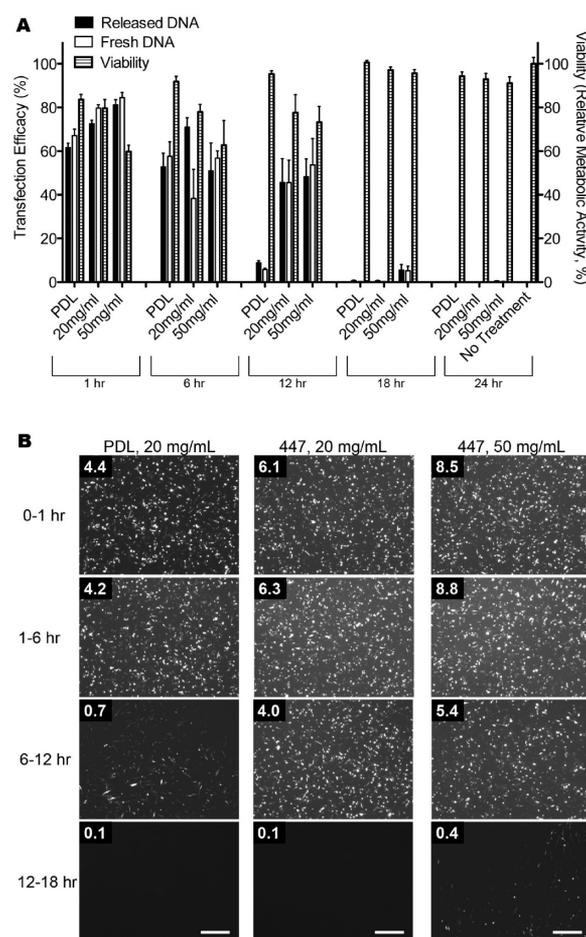 A
Released DNA
Fresh DNA
Viability
Transfection Efficacy (%)
100
80
60
40
20
0
100
80
60
40
20
0
Viability (Relative Metabolic Activity, %)
PDL
20mg/ml
50mg/ml
PDL
20mg/ml
50mg/ml
PDL
20mg/ml
50mg/ml
PDL
20mg/ml
50mg/ml
PDL
20mg/ml
50mg/ml
No Treatment
1 hr
6 hr
12 hr
18 hr
24 hr
B
PDL, 20 mg/mL 447, 20 mg/mL 447, 50 mg/mL
0-1 hr
4.4 6.1 8.5
1-6 hr
4.2 6.3 8.8
6-12 hr
0.7 4.0 5.4
12-18 hr
0.1 0.1 0.4